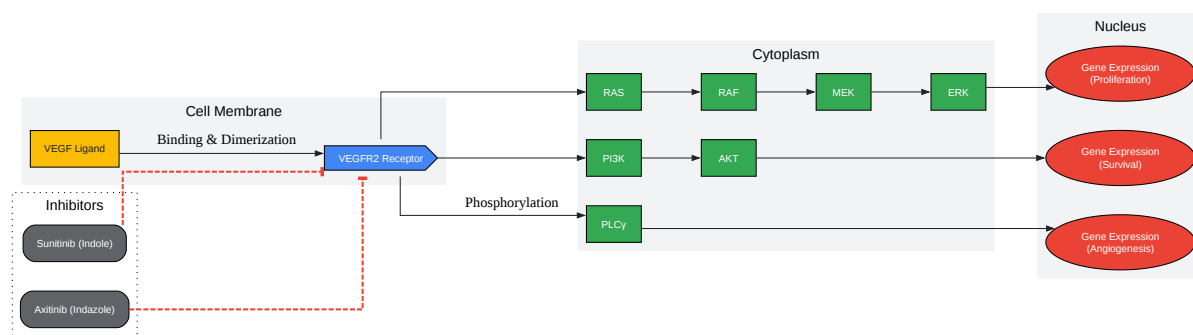 Nucleus
Cytoplasm
Gene Expression
(Proliferation)
RAS
RAF
MEK
ERK
Cell Membrane
Binding & Dimerization
VEGF Ligand
VEGFR2 Receptor
PI3K
AKT
Gene Expression
(Survival)
Inhibitors
Phosphorylation
PLCγ
Sunitinib (Indole)
Gene Expression
(Angiogenesis)
Axitinib (Indazole)